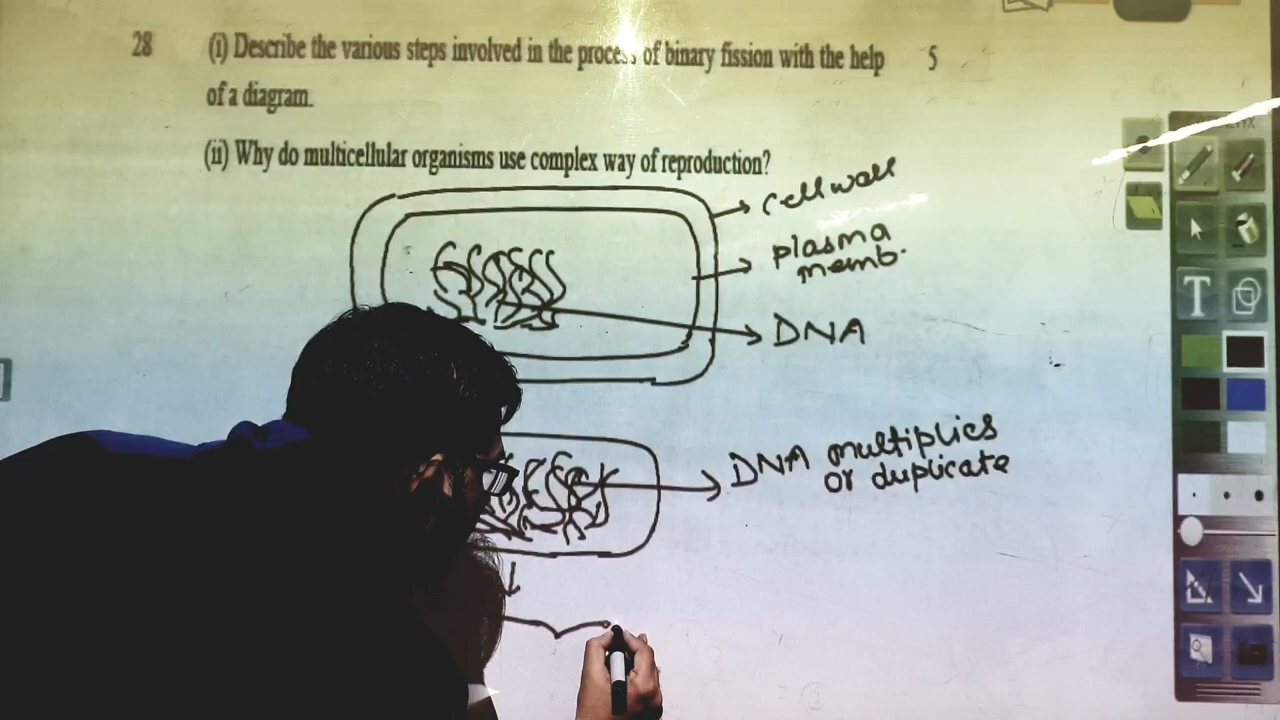 28 (i) Describe the various steps involved in the process of binary fission with the help 5
of a diagram.
(ii) Why do multicellular organisms use complex way of reproduction?
cell wall
plasma
memb.
DNA
DNA multiplies
or duplicate
T